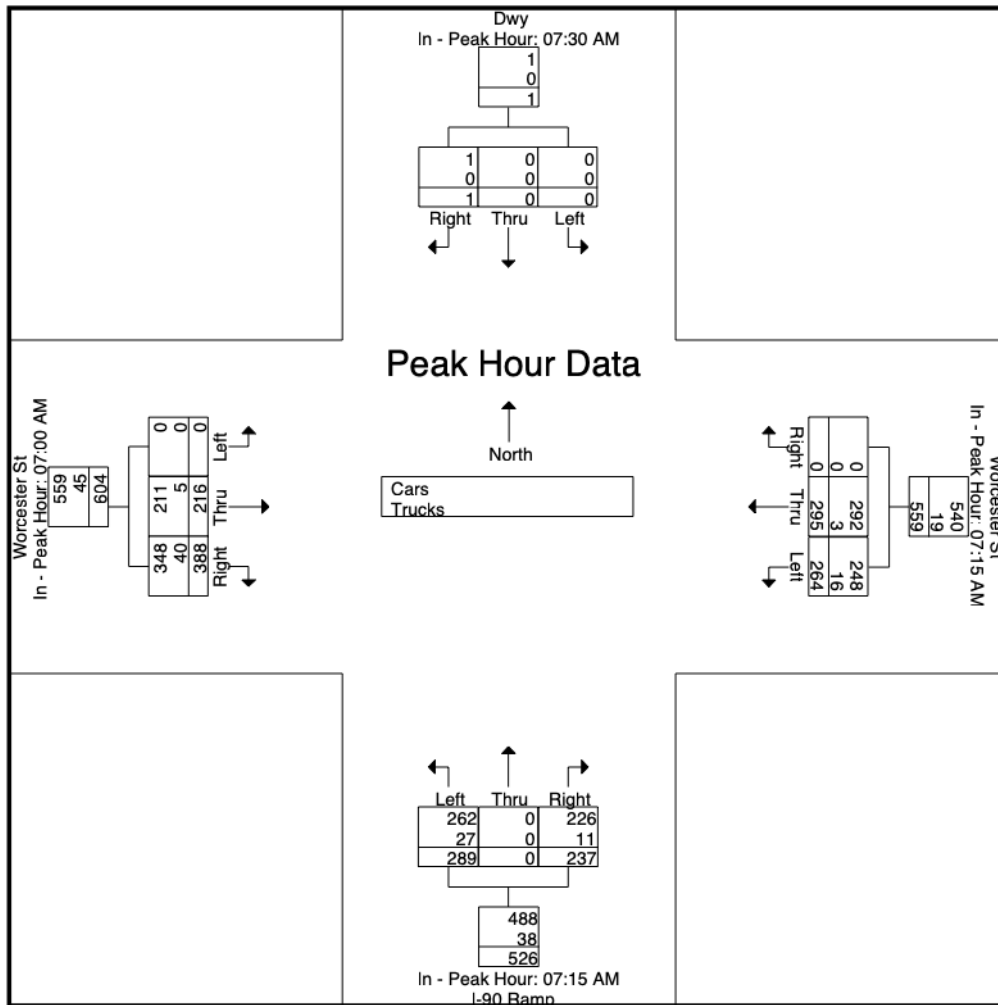 Dwy
In - Peak Hour: 07:30 AM
1
0
1
1 0 0
0 0 0
1 0 0
Right Thru Left
Peak Hour Data
North
Cars
Trucks
Worcester St
In - Peak Hour: 07:00 AM
559
45
604
0 0 0 Left
211 5 216 Thru
348 40 388 Right
Worcester St
In - Peak Hour: 07:15 AM
540
19
559
Right 0 0 0
Thru 295 3 292
Left 264 16 248
Left Thru Right
262 0 226
27 0 11
289 0 237
488
38
526
In - Peak Hour: 07:15 AM
I-90 Ramp